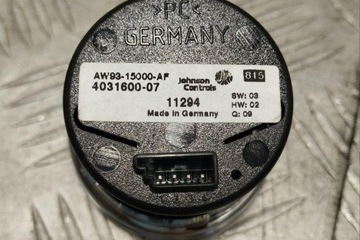 >PC<
GERMANY
AW93-15000-AF
4031600-07
Johnson
Controls
815
11294
Made in Germany
SW: 03
HW: 02
Q: 09